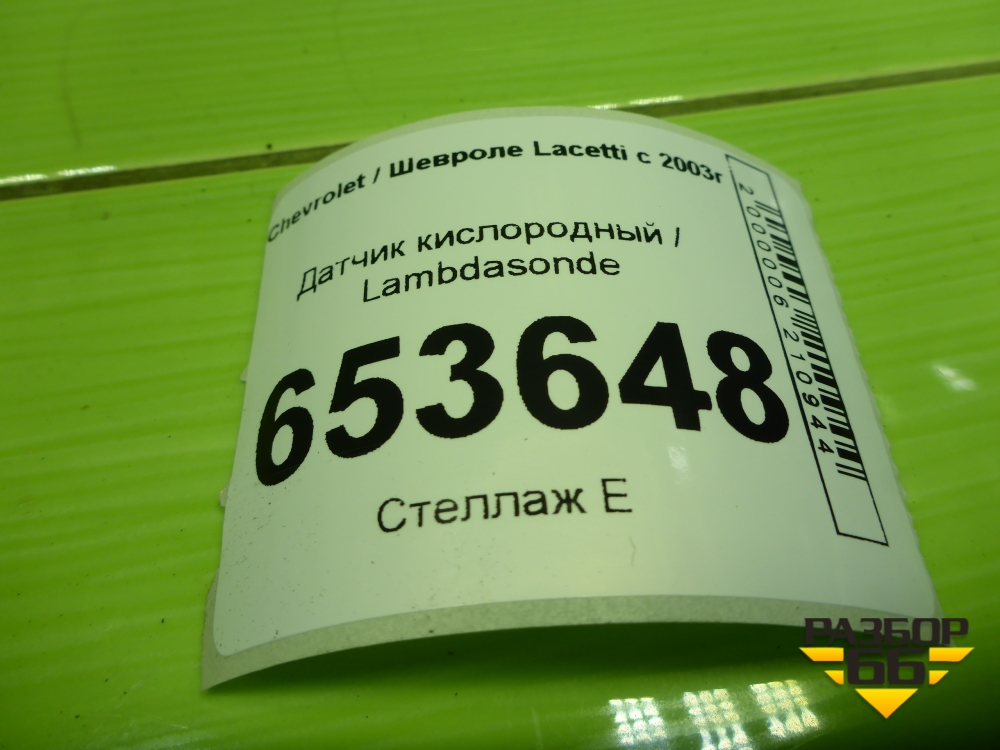 Chevrolet / Шевроле Lacetti с 2003г
Датчик кислородный /
Lambdasonde
653648
Стеллаж Е
2000006210944
РАЗБОР
66